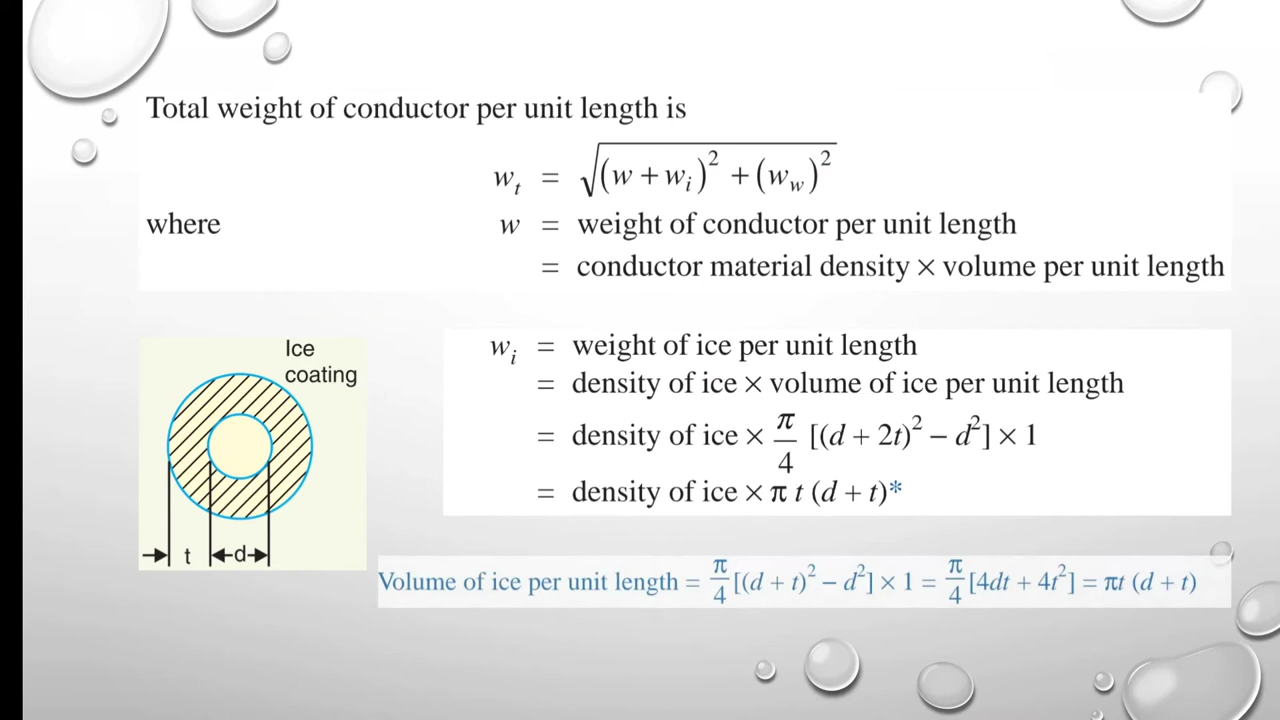 Total weight of conductor per unit length is
wₜ = √(w + wᵢ)² + (w_w)²
where w = weight of conductor per unit length
= conductor material density × volume per unit length
Ice
coating
t d
wᵢ = weight of ice per unit length
= density of ice × volume of ice per unit length
= density of ice × π/4 [(d + 2t)² – d²] × 1
= density of ice × π t (d + t)*
Volume of ice per unit length = π/4 [(d + t)² – d²] × 1 = π/4 [4dt + 4t²] = πt (d + t)